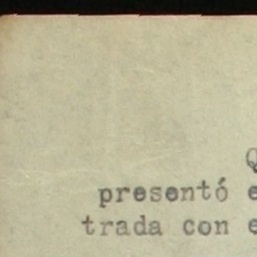 Q
presentó e
trada con e